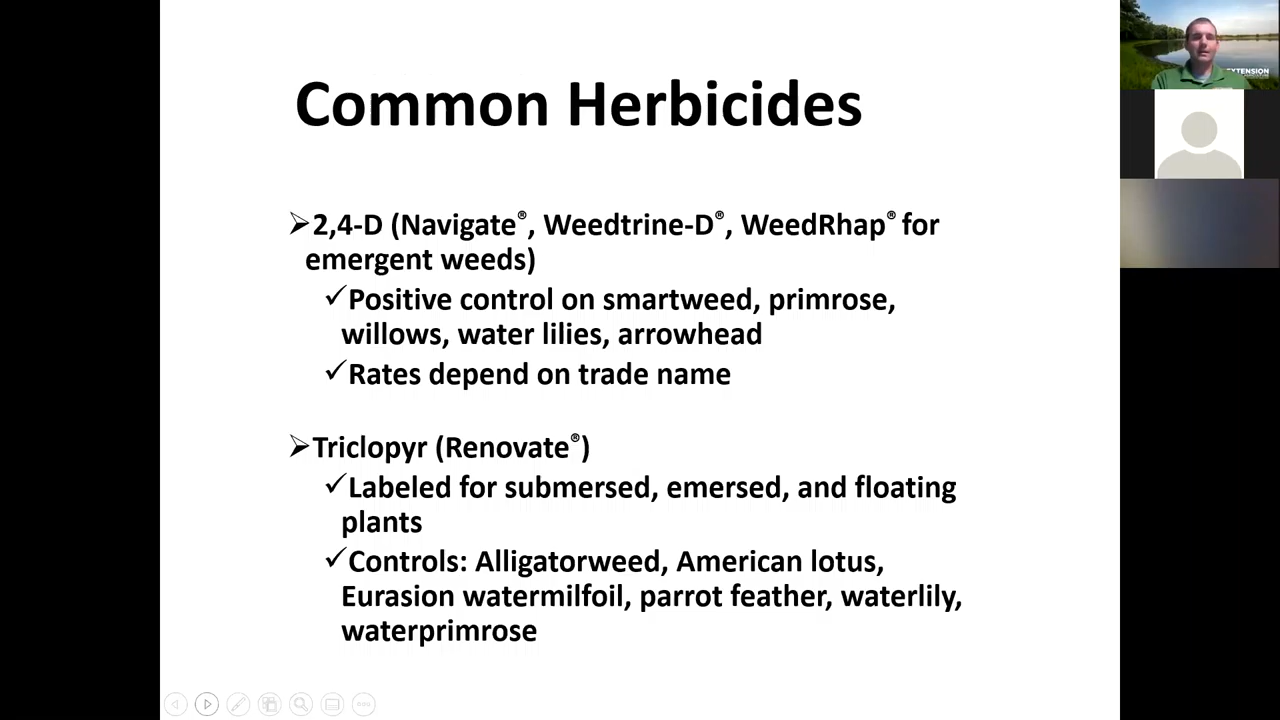 Common Herbicides
➢2,4-D (Navigate®, Weedtrine-D®, WeedRhap® for
emergent weeds)
✓Positive control on smartweed, primrose,
willows, water lilies, arrowhead
✓Rates depend on trade name
➢Triclopyr (Renovate®)
✓Labeled for submersed, emersed, and floating
plants
✓Controls: Alligatorweed, American lotus,
Eurasion watermilfoil, parrot feather, waterlily,
waterprimrose
EXTENSION